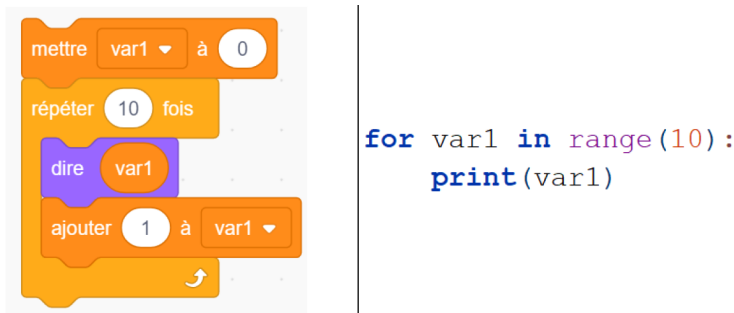 mettre var1 à 0
répéter 10 fois
dire var1
ajouter 1 à var1
for var1 in range(10):
print(var1)